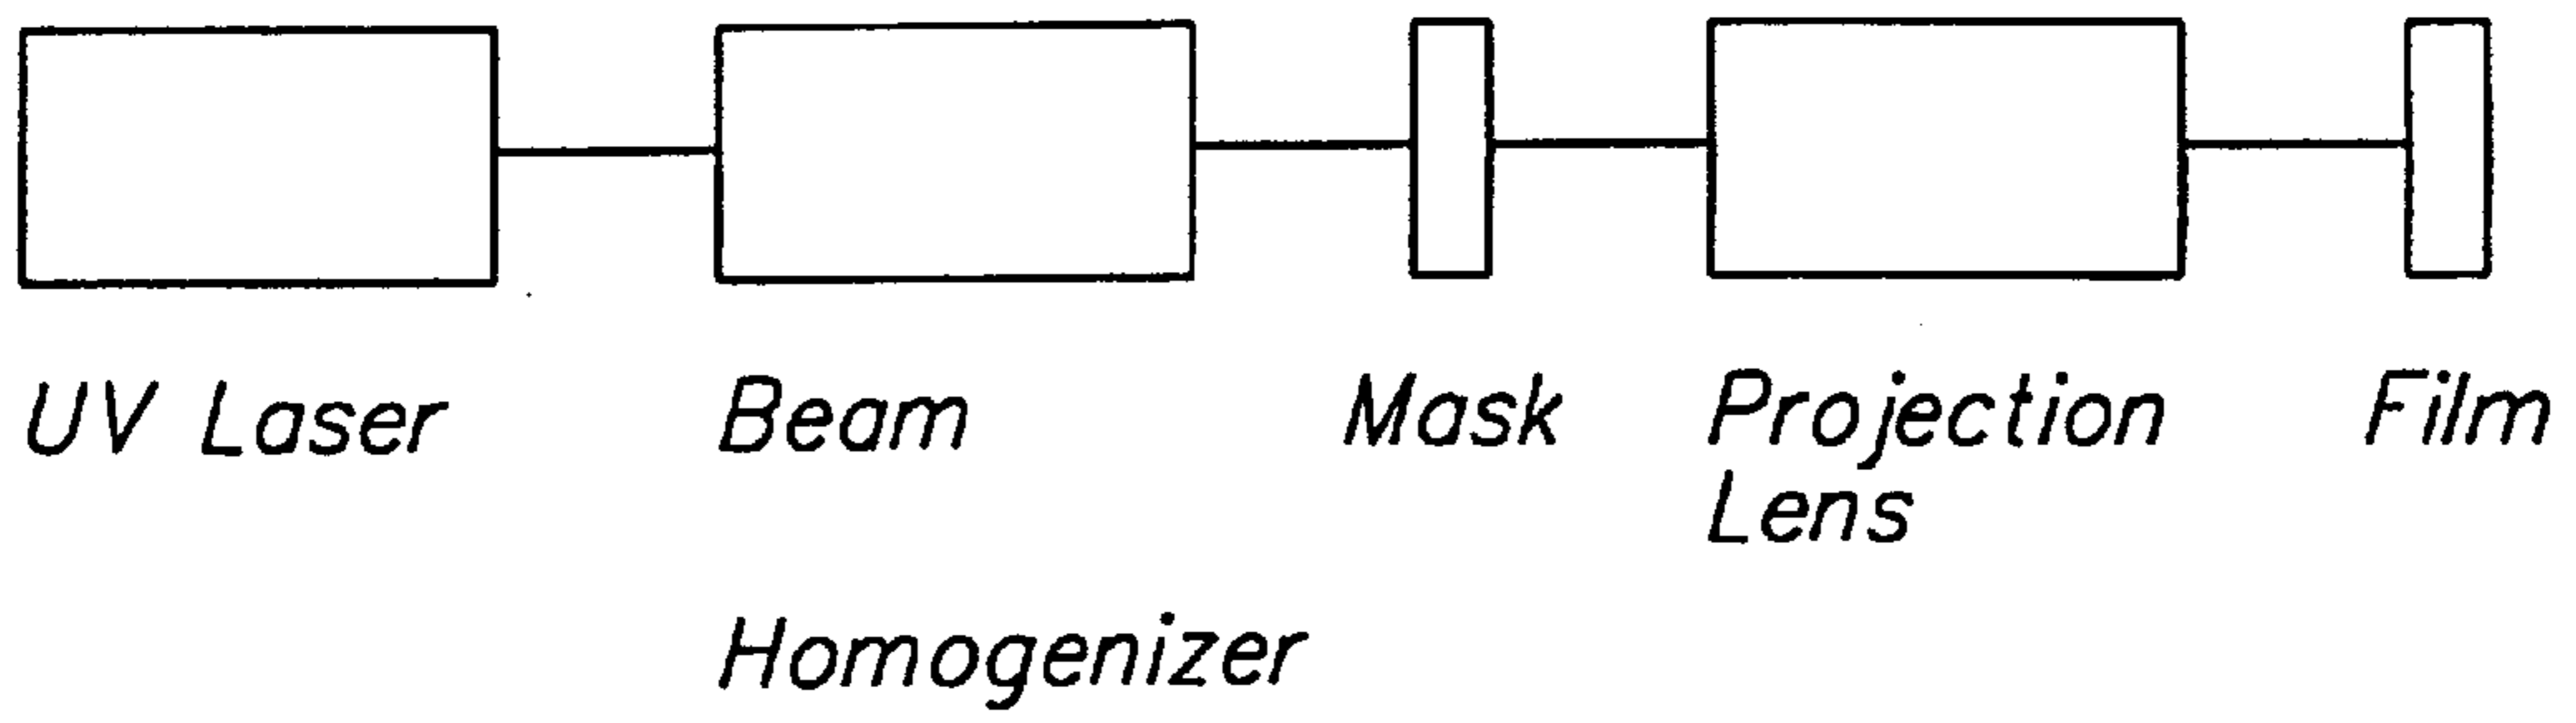 UV Laser
Beam
Homogenizer
Mask
Projection
Lens
Film